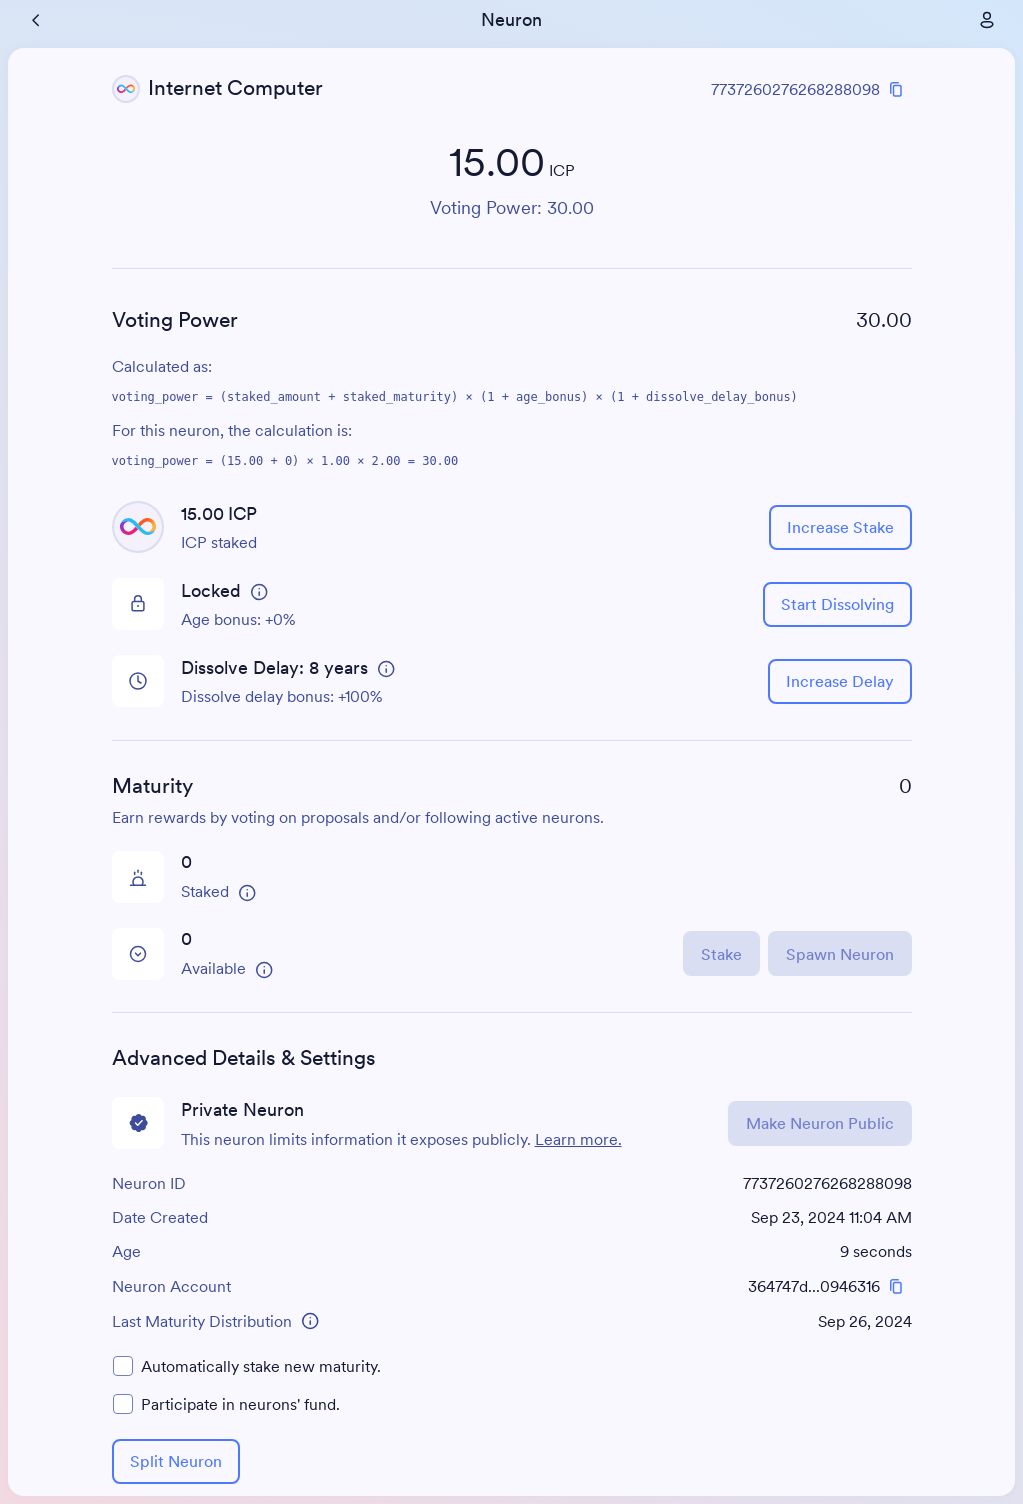 Neuron
Internet Computer
7737260276268288098
15.00 ICP
Voting Power: 30.00
Voting Power
30.00
Calculated as:
voting_power = (staked_amount + staked_maturity) × (1 + age_bonus) × (1 + dissolve_delay_bonus)
For this neuron, the calculation is:
voting_power = (15.00 + 0) × 1.00 × 2.00 = 30.00
15.00 ICP
ICP staked
Increase Stake
Locked
Age bonus: +0%
Start Dissolving
Dissolve Delay: 8 years
Dissolve delay bonus: +100%
Increase Delay
Maturity
0
Earn rewards by voting on proposals and/or following active neurons.
0
Staked
0
Available
Stake
Spawn Neuron
Advanced Details & Settings
Private Neuron
This neuron limits information it exposes publicly. Learn more.
Make Neuron Public
Neuron ID
7737260276268288098
Date Created
Sep 23, 2024 11:04 AM
Age
9 seconds
Neuron Account
364747d...0946316
Last Maturity Distribution
Sep 26, 2024
Automatically stake new maturity.
Participate in neurons' fund.
Split Neuron